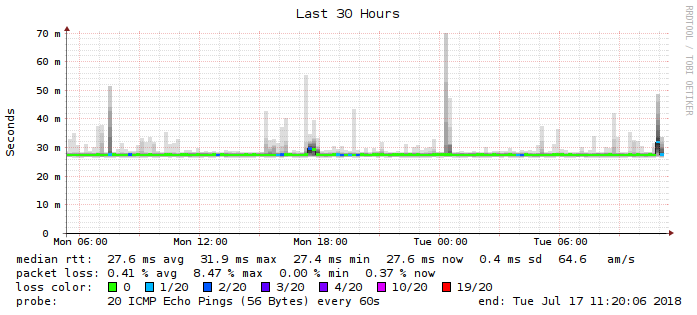 Last 30 Hours
RRDTOOL / TOBI OETIKER
Seconds
70 m
60 m
50 m
40 m
30 m
20 m
10 m
0
Mon 06:00 Mon 12:00 Mon 18:00 Tue 00:00 Tue 06:00
median rtt: 27.6 ms avg 31.9 ms max 27.4 ms min 27.6 ms now 0.4 ms sd 64.6 am/s
packet loss: 0.41 % avg 8.47 % max 0.00 % min 0.37 % now
loss color: 0 1/20 2/20 3/20 4/20 10/20 19/20
probe: 20 ICMP Echo Pings (56 Bytes) every 60s end: Tue Jul 17 11:20:06 2018